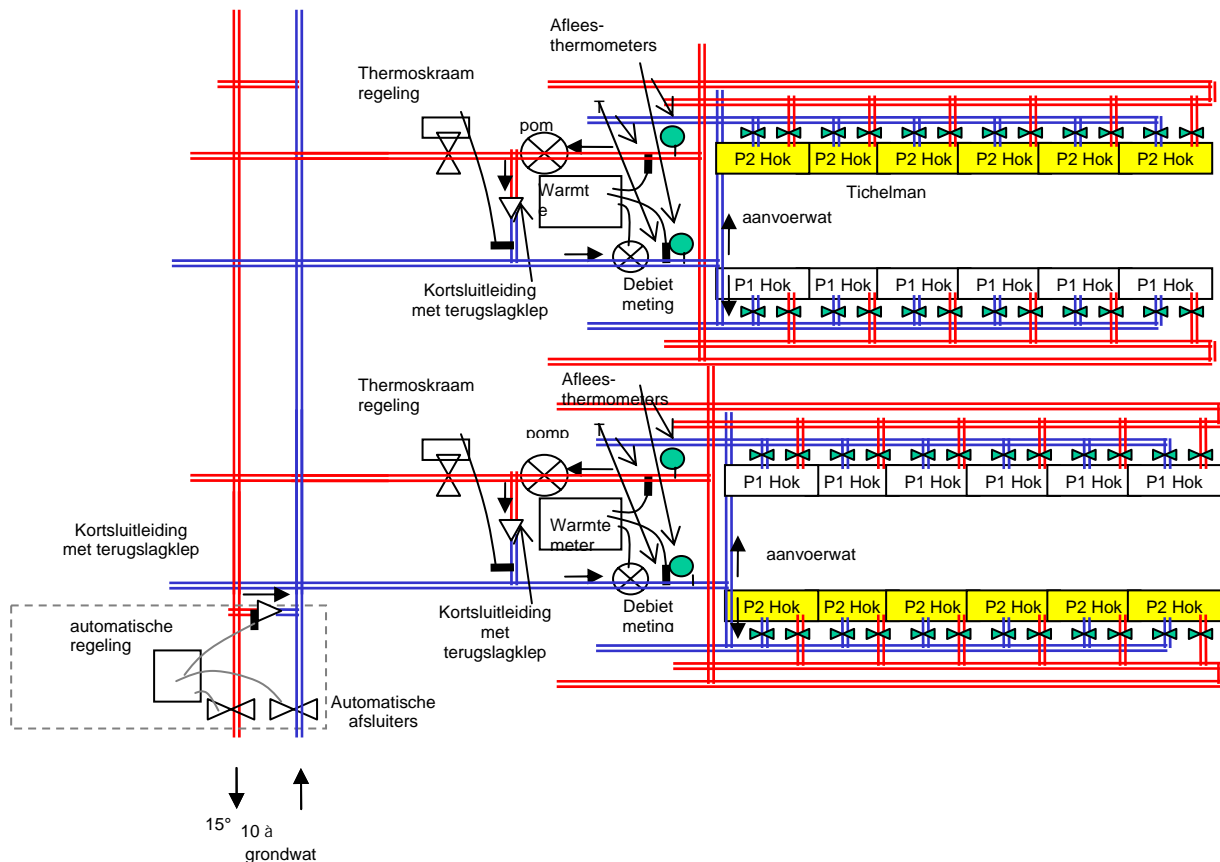 Aflees-
thermometers
Thermoskraam
regeling
pom
T
Warmt
e
P2 Hok P2 Hok P2 Hok P2 Hok P2 Hok P2 Hok
Tichelman
aanvoerwat
P1 Hok P1 Hok P1 Hok P1 Hok P1 Hok P1 Hok
Kortsluitleiding
met terugslagklep
Debiet
meting
Thermoskraam
regeling
Aflees-
thermometers
pomp
T
Warmte
meter
P1 Hok P1 Hok P1 Hok P1 Hok P1 Hok P1 Hok
aanvoerwat
P2 Hok P2 Hok P2 Hok P2 Hok P2 Hok P2 Hok
Kortsluitleiding
met
terugslagklep
Debiet
meting
Kortsluitleiding
met terugslagklep
automatische
regeling
Automatische
afsluiters
15°
10 à
grondwat